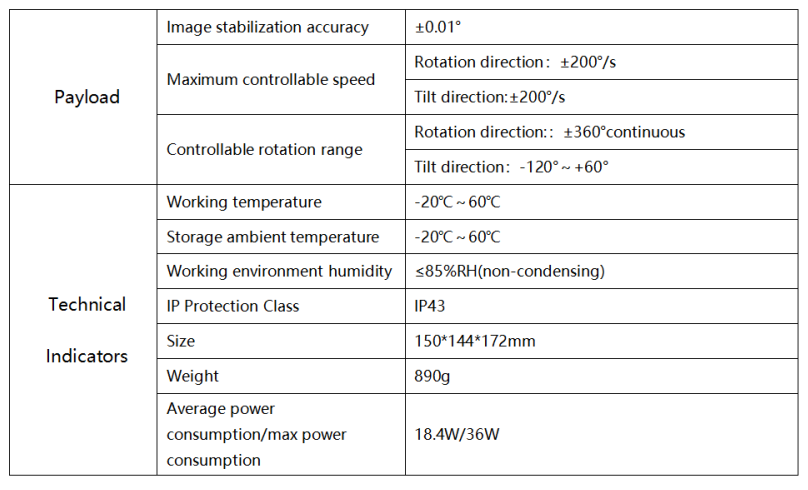 Payload
Image stabilization accuracy
±0.01°
Maximum controllable speed
Rotation direction：±200°/s
Tilt direction:±200°/s
Controllable rotation range
Rotation direction:：±360°continuous
Tilt direction：-120°～+60°
Technical
Indicators
Working temperature
-20℃～60℃
Storage ambient temperature
-20℃～60℃
Working environment humidity
≤85%RH(non-condensing)
IP Protection Class
IP43
Size
150*144*172mm
Weight
890g
Average power
consumption/max power
consumption
18.4W/36W